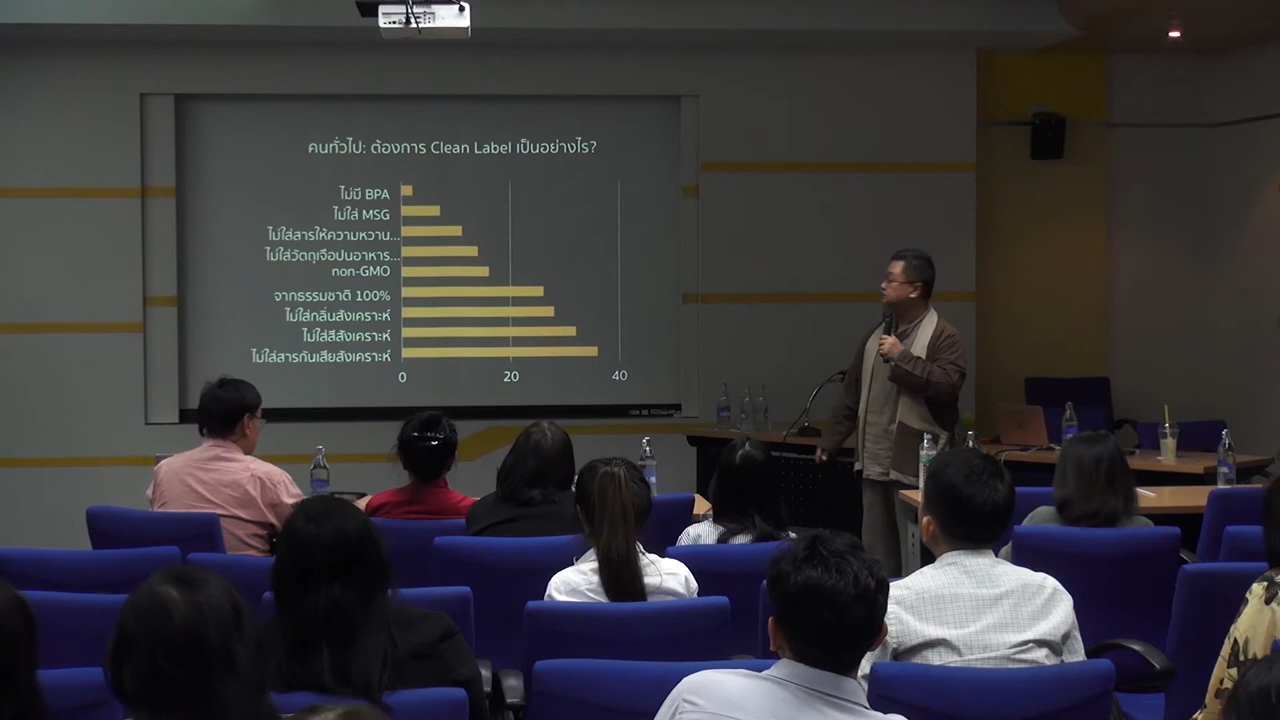 คนทั่วไป: ต้องการ Clean Label เป็นอย่างไร?
ไม่มี BPA
ไม่ใส่ MSG
ไม่ใส่สารให้ความหวาน...
ไม่ใส่วัตถุเจือปนอาหาร...
non-GMO
จากธรรมชาติ 100%
ไม่ใส่กลิ่นสังเคราะห์
ไม่ใส่สีสังเคราะห์
ไม่ใส่สารกันเสียสังเคราะห์
0 20 40